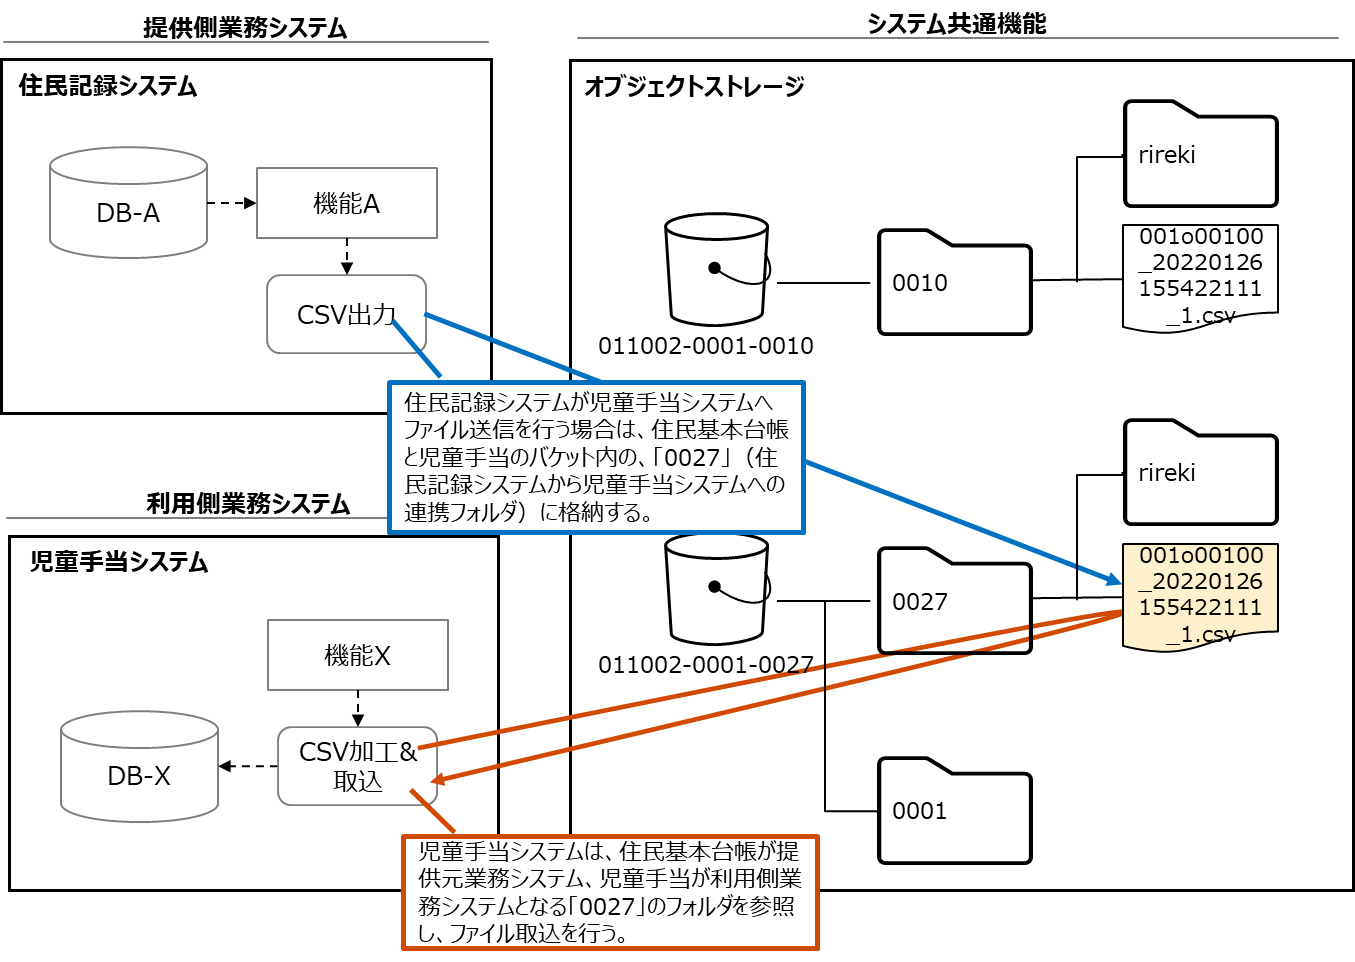 提供側業務システム
システム共通機能
住民記録システム
DB-A
機能A
CSV出力
オブジェクトストレージ
011002-0001-0010
0010
rireki
001o00100
_20220126
155422111
_1.csv
住民記録システムが児童手当システムへ
ファイル送信を行う場合は、住民基本台帳
と児童手当のバケット内の、「0027」（住
民記録システムから児童手当システムへの
連携フォルダ）に格納する。
利用側業務システム
児童手当システム
機能X
CSV加工&
取込
DB-X
011002-0001-0027
0027
rireki
001o00100
_20220126
155422111
_1.csv
0001
児童手当システムは、住民基本台帳が提
供元業務システム、児童手当が利用側業
務システムとなる「0027」のフォルダを参照
し、ファイル取込を行う。